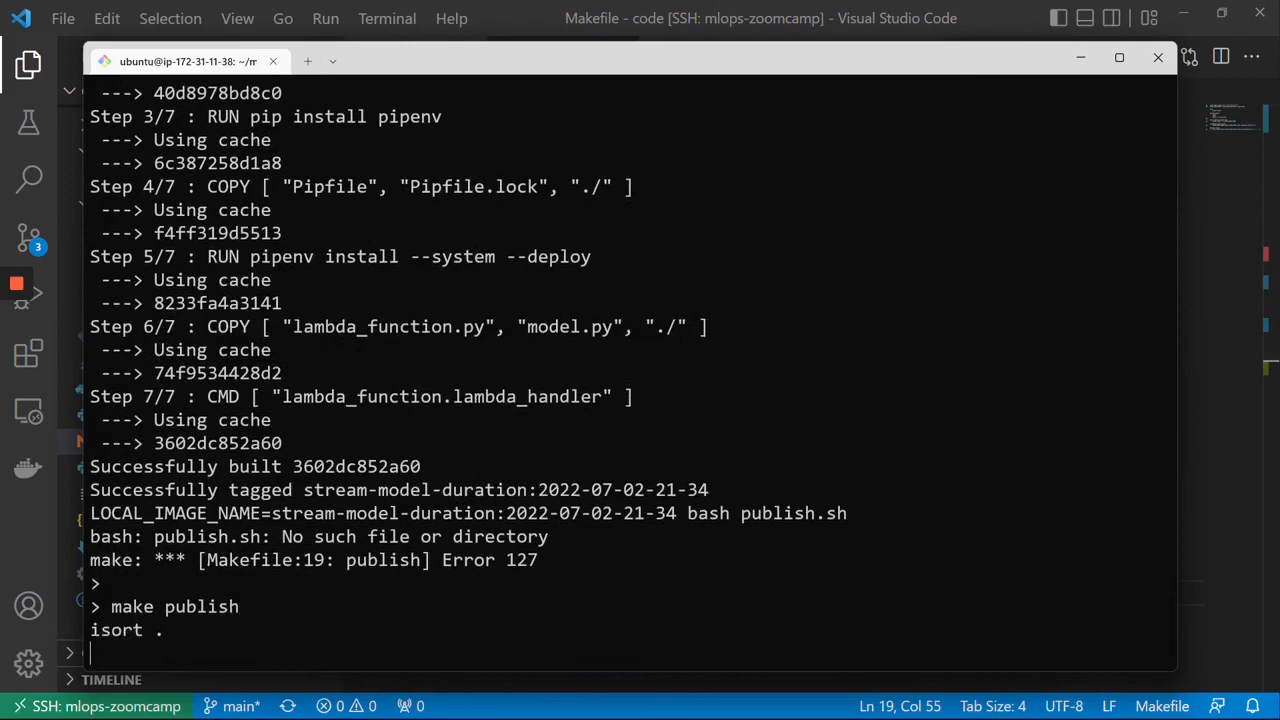 File Edit Selection View Go Run Terminal Help
Makefile - code [SSH: mlops-zoomcamp] - Visual Studio Code
ubuntu@ip-172-31-11-38: ~/m
---> 40d8978bd8c0
Step 3/7 : RUN pip install pipenv
---> Using cache
---> 6c387258d1a8
Step 4/7 : COPY [ "Pipfile", "Pipfile.lock", "./" ]
---> Using cache
---> f4ff319d5513
Step 5/7 : RUN pipenv install --system --deploy
---> Using cache
---> 8233fa4a3141
Step 6/7 : COPY [ "lambda_function.py", "model.py", "./" ]
---> Using cache
---> 74f9534428d2
Step 7/7 : CMD [ "lambda_function.lambda_handler" ]
---> Using cache
---> 3602dc852a60
Successfully built 3602dc852a60
Successfully tagged stream-model-duration:2022-07-02-21-34
LOCAL_IMAGE_NAME=stream-model-duration:2022-07-02-21-34 bash publish.sh
bash: publish.sh: No such file or directory
make: *** [Makefile:19: publish] Error 127
>
> make publish
isort .
3
TIMELINE
SSH: mlops-zoomcamp main* 0 0 0 Ln 19, Col 55 Tab Size: 4 UTF-8 LF Makefile